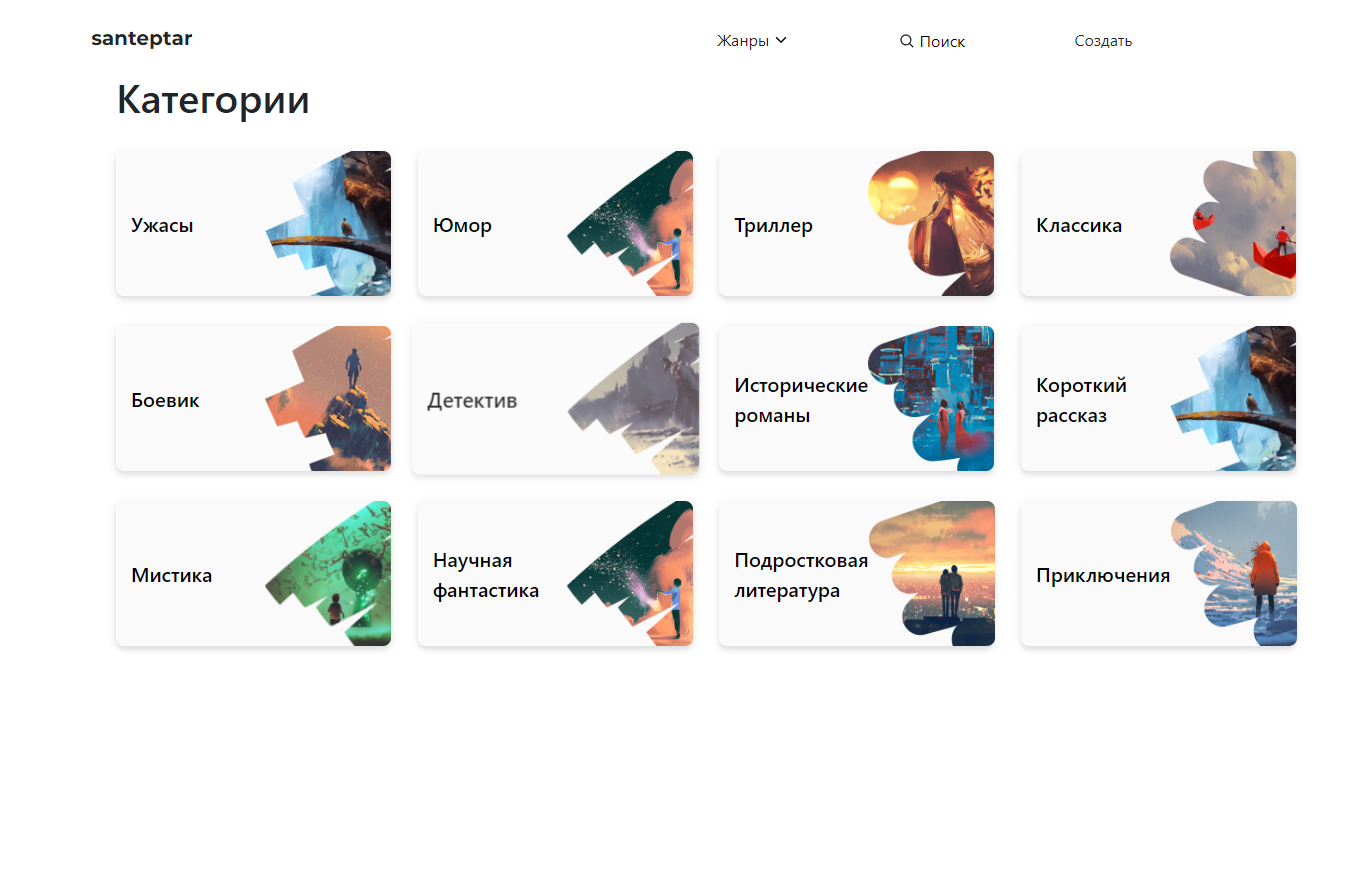 santeptar
Жанры
Поиск
Создать
Категории
Ужасы
Юмор
Триллер
Классика
Боевик
Детектив
Исторические
романы
Короткий
рассказ
Мистика
Научная
фантастика
Подростковая
литература
Приключения